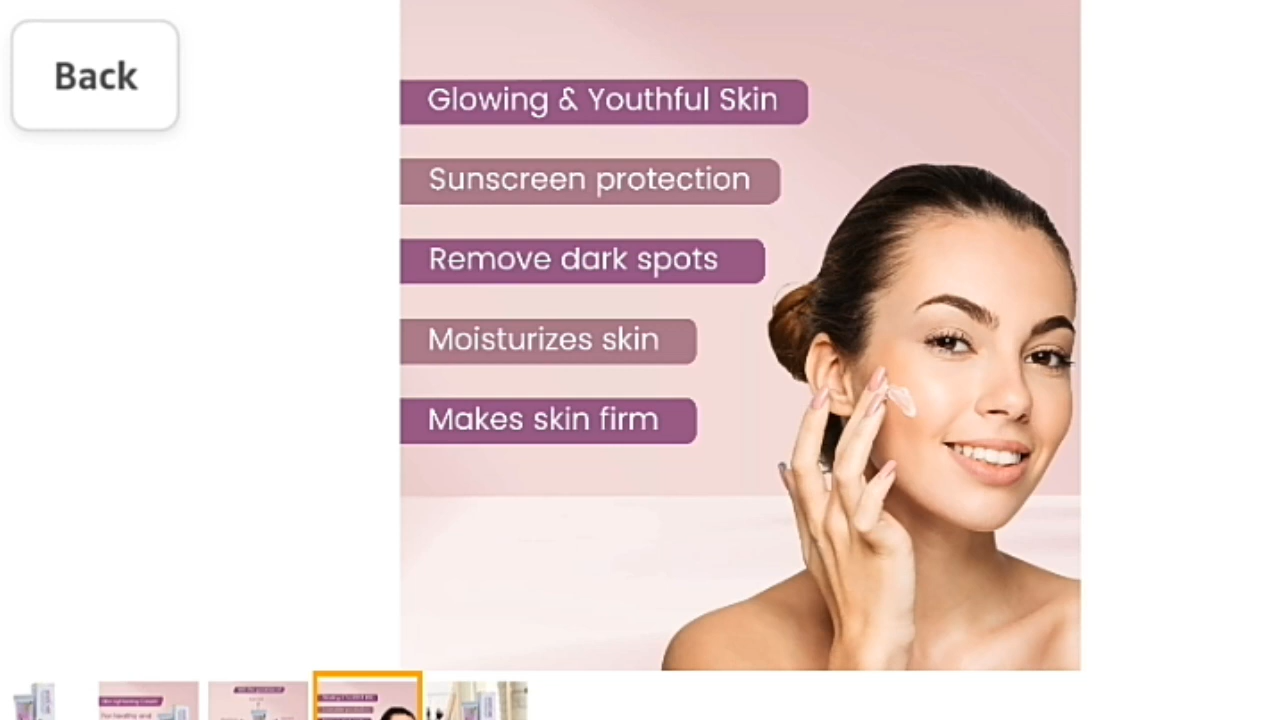 Back
Glowing & Youthful Skin
Sunscreen protection
Remove dark spots
Moisturizes skin
Makes skin firm